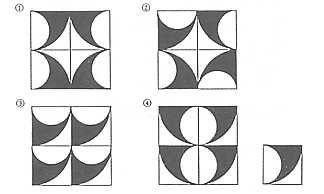 ① ②
③ ④